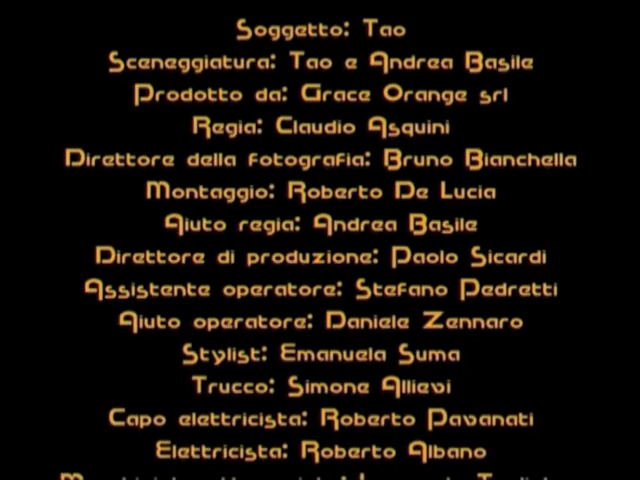 Soggetto: Tao
Sceneggiatura: Tao e Andrea Basile
Prodotto da: Grace Orange srl
Regia: Claudio Asquini
Direttore della fotografia: Bruno Bianchella
Montaggio: Roberto De Lucia
Aiuto regia: Andrea Basile
Direttore di produzione: Paolo Sicardi
Assistente operatore: Stefano Pedretti
Aiuto operatore: Daniele Zennaro
Stylist: Emanuela Suma
Trucco: Simone Allievi
Capo elettricista: Roberto Pavanati
Elettricista: Roberto Albano